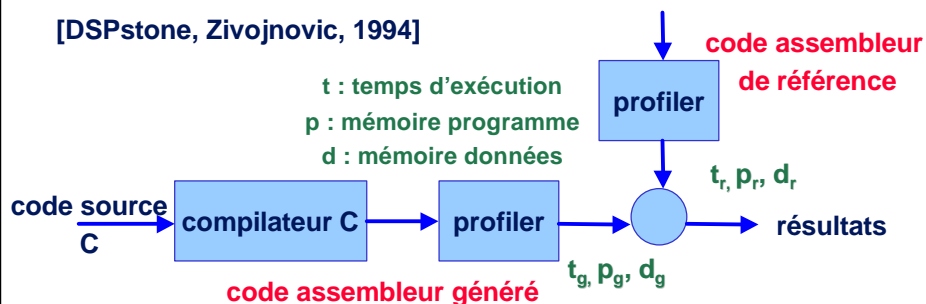 [DSPstone, Zivojnovic, 1994]
code assembleur
de référence
t : temps d'exécution
p : mémoire programme
d : mémoire données
profiler
tr, pr, dr
code source
C
compilateur C
profiler
résultats
tg, pg, dg
code assembleur généré